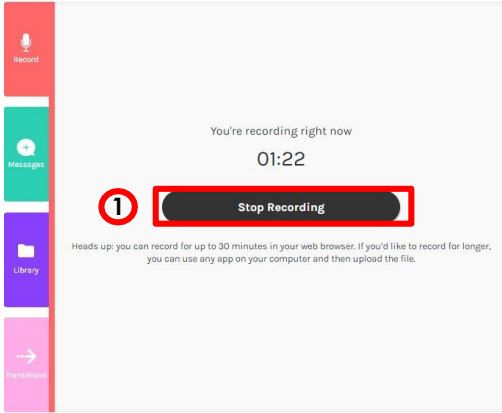 Record
Messages
Library
Transitions
You're recording right now
01:22
1
Stop Recording
Heads up: you can record for up to 30 minutes in your web browser. If you'd like to record for longer,
you can use any app on your computer and then upload the file.